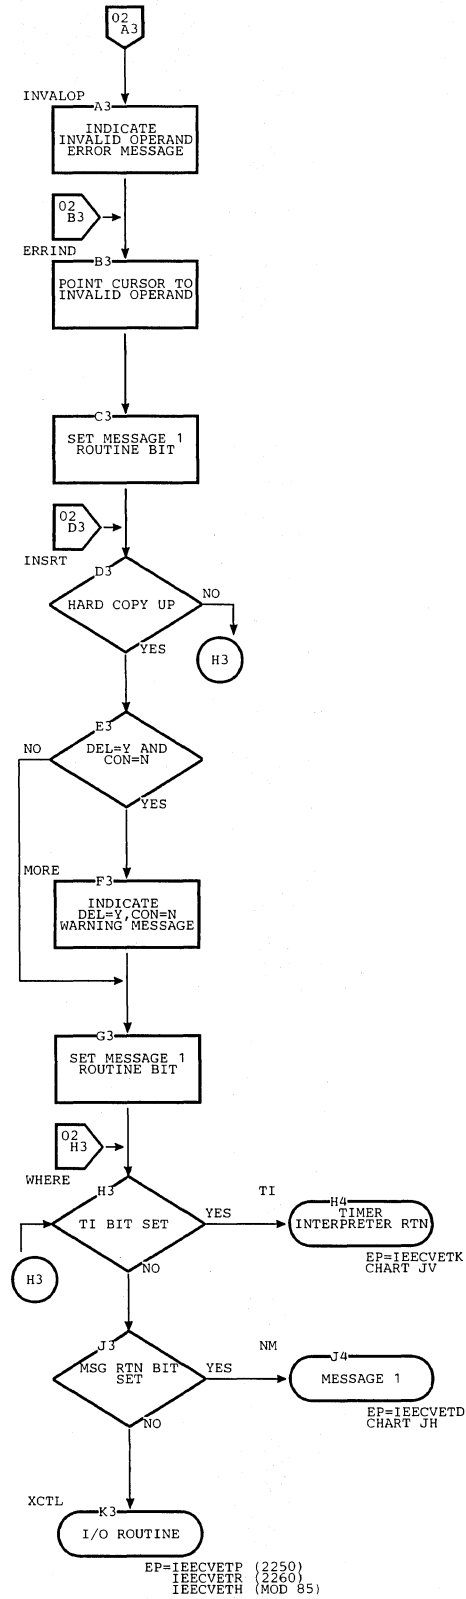 02
A3
INVALOP
A3
INDICATE
INVALID OPERAND
ERROR MESSAGE
02
B3
ERRIND
B3
POINT CURSOR TO
INVALID OPERAND
C3
SET MESSAGE 1
ROUTINE BIT
02
D3
INSRT
D3
HARD COPY UP
NO
H3
YES
E3
NO
DEL=Y AND
CON=N
YES
MORE
F3
INDICATE
DEL=Y,CON=N
WARNING MESSAGE
G3
SET MESSAGE 1
ROUTINE BIT
02
H3
WHERE
H3
TI BIT SET
YES
TI
H4
TIMER
INTERPRETER RTN
EP=IEECVETK
CHART JV
H3
NO
J3
MSG RTN BIT
SET
YES
NM
J4
MESSAGE 1
EP=IEECVETD
CHART JH
NO
XCTL
K3
I/O ROUTINE
EP=IEECVETP (2250)
IEECVETR (2260)
IEECVETH (MOD 85)